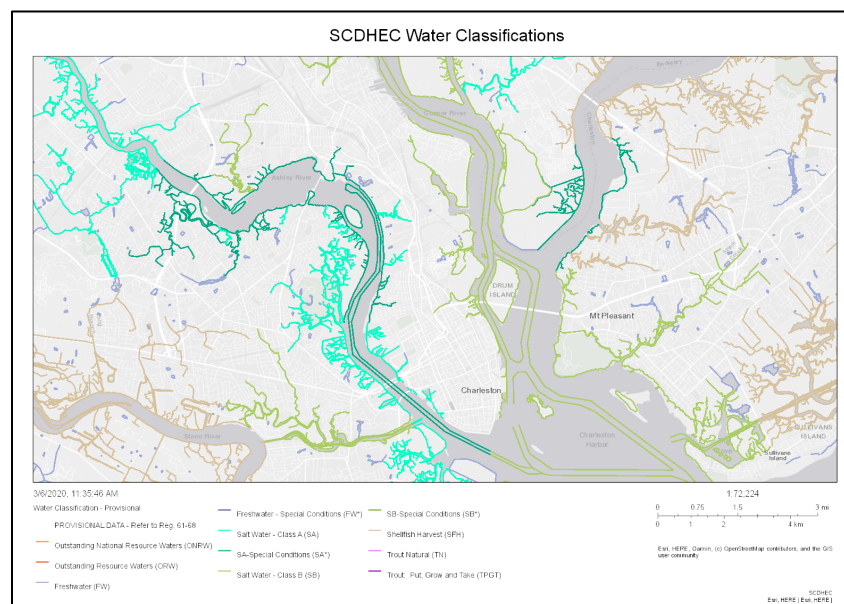 SCDHEC Water Classifications
Berkeley
Cooper River
Charleston
Ashley River
DRUM
ISLAND
Mt Pleasant
Charleston
Stono River
Charleston
Harbor
SULLIVANS
ISLAND
Sullivans
Island
3/6/2020, 11:35:46 AM
1:72,224
Water Classification - Provisional
PROVISIONAL DATA - Refer to Reg. 61-68
Outstanding National Resource Waters (ONRW)
Outstanding Resource Waters (ORW)
Freshwater (FW)
Freshwater - Special Conditions (FW*)
Salt Water - Class A (SA)
SA-Special Conditions (SA*)
Salt Water - Class B (SB)
SB-Special Conditions (SB*)
Shellfish Harvest (SFH)
Trout Natural (TN)
Trout. Put, Grow and Take (TPGT)
0 0.75 1.5 3 mi
0 1 2 4 km
Esri, HERE, Garmin, (c) OpenStreetMap contributors, and the GIS
user community
SCDHEC
Esri, HERE | Esri, HERE |